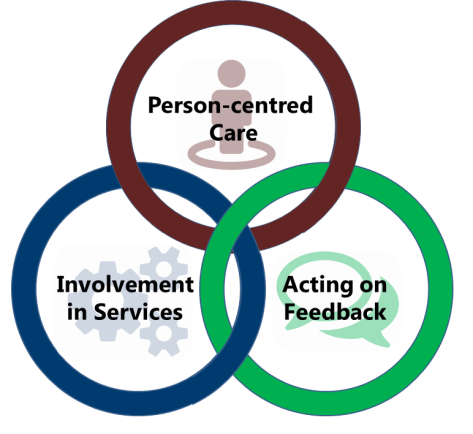 Person-centred
Care
Involvement
in Services
Acting on
Feedback